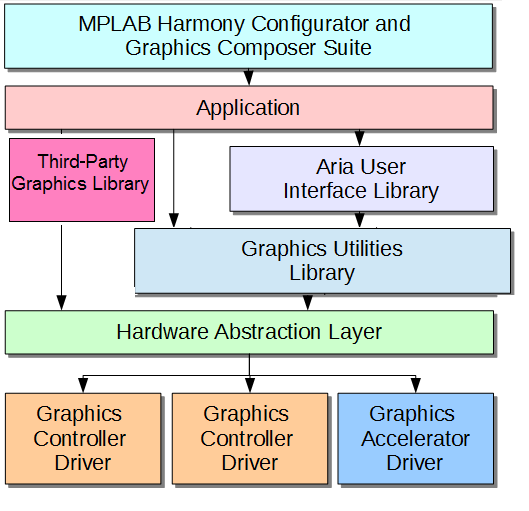 MPLAB Harmony Configurator and
Graphics Composer Suite
Application
Third-Party
Graphics Library
Aria User
Interface Library
Graphics Utilities
Library
Hardware Abstraction Layer
Graphics
Controller
Driver
Graphics
Controller
Driver
Graphics
Accelerator
Driver